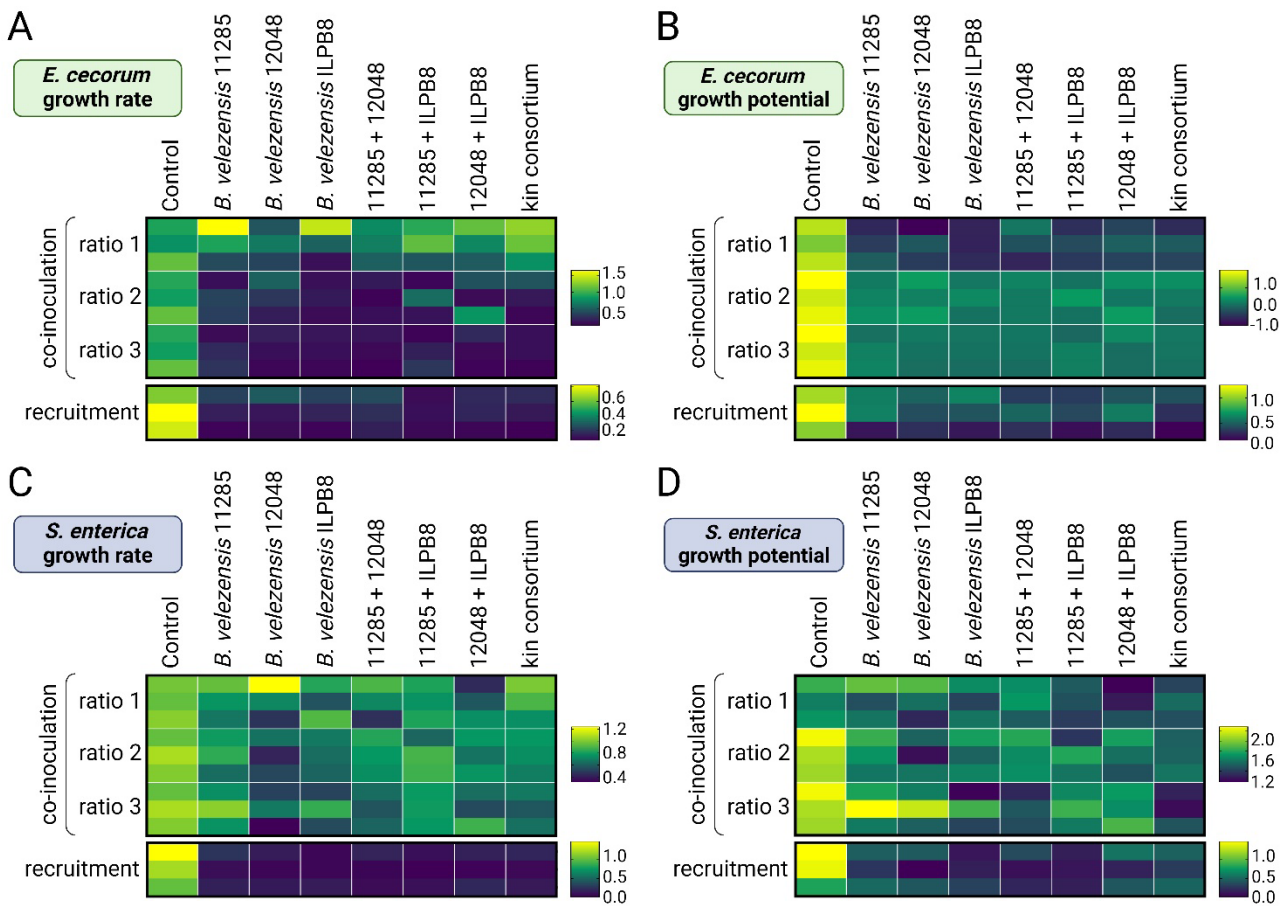 A
E. cecorum
growth rate
Control
B. velezensis 11285
B. velezensis 12048
B. velezensis ILPB8
11285 + 12048
11285 + ILPB8
12048 + ILPB8
kin consortium
co-inoculation
ratio 1
ratio 2
ratio 3
1.5
1.0
0.5
recruitment
0.6
0.4
0.2
B
E. cecorum
growth potential
Control
B. velezensis 11285
B. velezensis 12048
B. velezensis ILPB8
11285 + 12048
11285 + ILPB8
12048 + ILPB8
kin consortium
co-inoculation
ratio 1
ratio 2
ratio 3
1.0
0.0
-1.0
recruitment
1.0
0.5
0.0
C
S. enterica
growth rate
Control
B. velezensis 11285
B. velezensis 12048
B. velezensis ILPB8
11285 + 12048
11285 + ILPB8
12048 + ILPB8
kin consortium
co-inoculation
ratio 1
ratio 2
ratio 3
1.2
0.8
0.4
recruitment
1.0
0.5
0.0
D
S. enterica
growth potential
Control
B. velezensis 11285
B. velezensis 12048
B. velezensis ILPB8
11285 + 12048
11285 + ILPB8
12048 + ILPB8
kin consortium
co-inoculation
ratio 1
ratio 2
ratio 3
2.0
1.6
1.2
recruitment
1.0
0.5
0.0